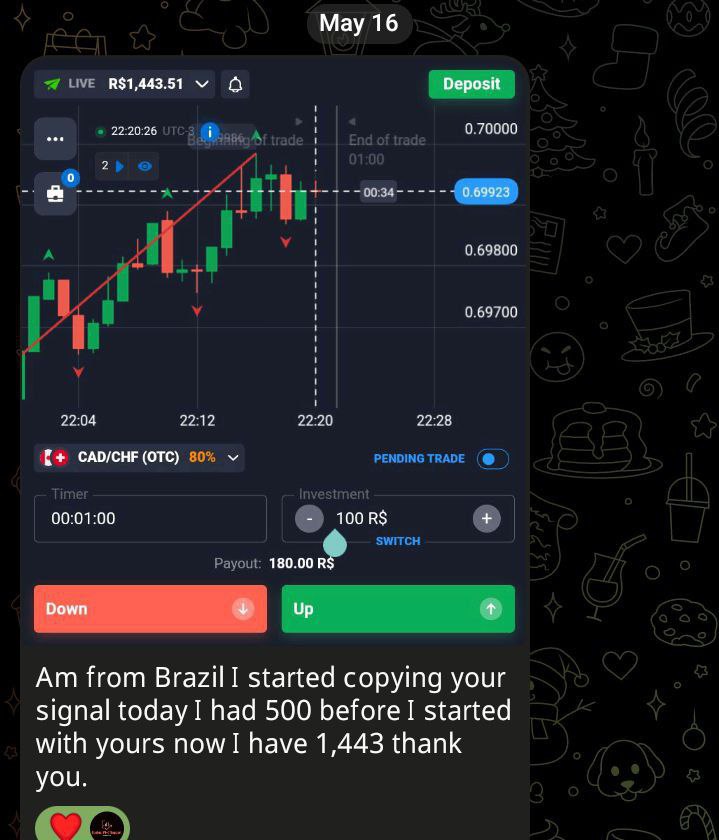 May 16
LIVE R$1,443.51
Deposit
22:20:26 UTC-3
Beginning of trade
End of trade
01:00
0.70000
2
0
00:34
0.69923
0.69800
0.69700
22:04 22:12 22:20 22:28
CAD/CHF (OTC) 80%
PENDING TRADE
Timer
00:01:00
Investment
- 100 R$ +
SWITCH
Payout: 180.00 R$
Down
Up
Am from Brazil I started copying your
signal today I had 500 before I started
with yours now I have 1,443 thank
you.